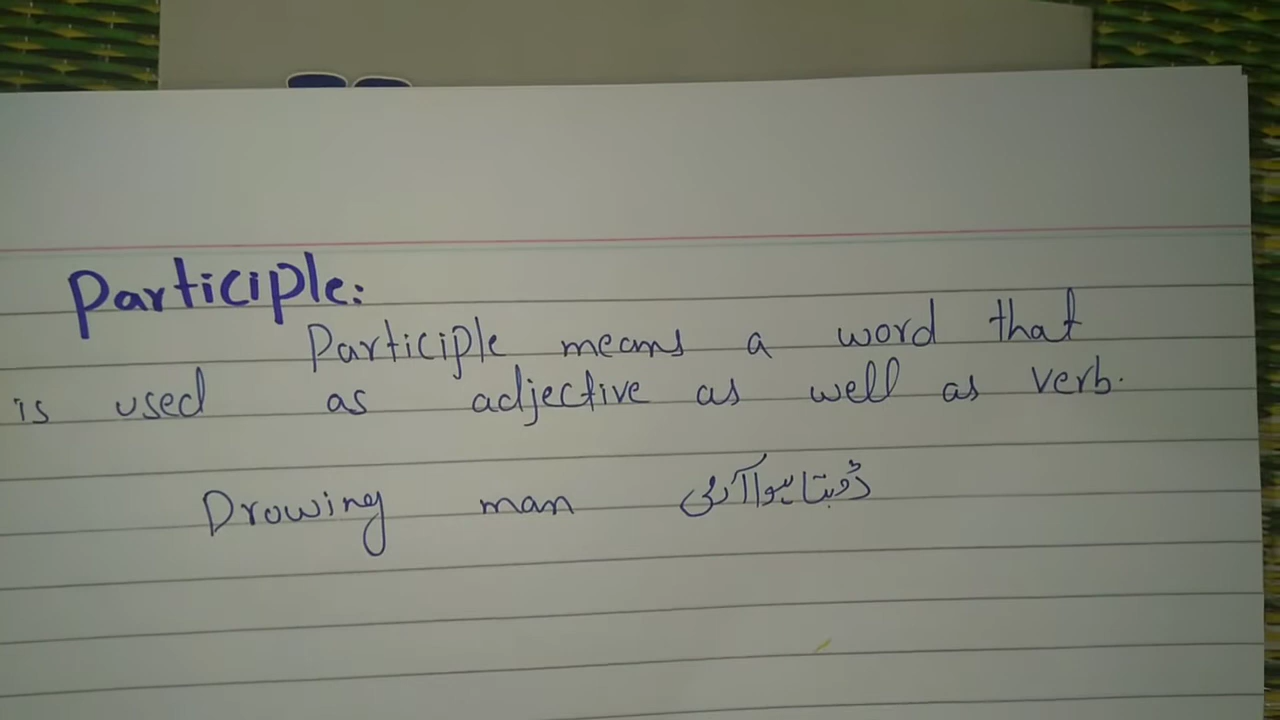 Participle:
Participle means a word that
is used as adjective as well as verb.
Drowing man ڈوبتا ہوا آدمی